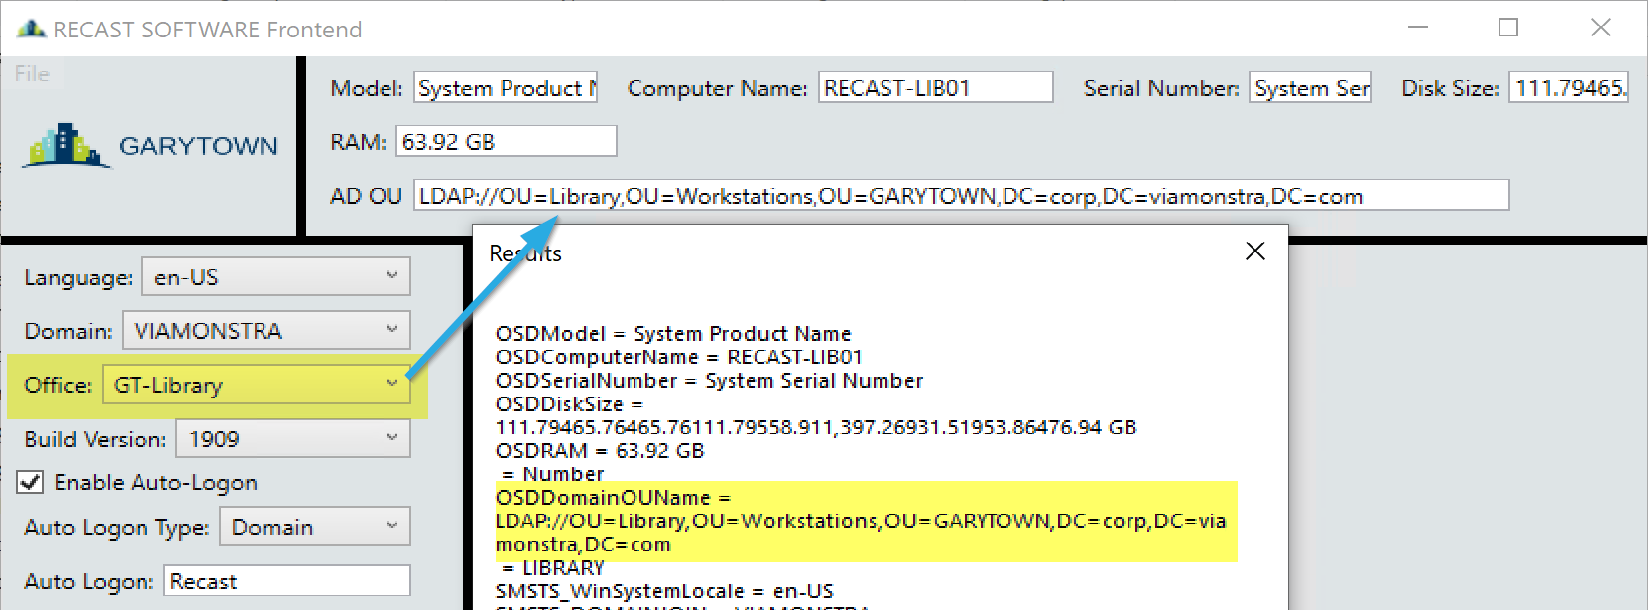 RECAST SOFTWARE Frontend
File
Model: System Product N
Computer Name: RECAST-LIB01
Serial Number: System Ser
Disk Size: 111.79465.
GARYTOWN
RAM: 63.92 GB
AD OU LDAP://OU=Library,OU=Workstations,OU=GARYTOWN,DC=corp,DC=viamonstra,DC=com
Language: en-US
Domain: VIAMONSTRA
Office: GT-Library
Build Version: 1909
Enable Auto-Logon
Auto Logon Type: Domain
Auto Logon: Recast
Results
OSDModel = System Product Name
OSDComputerName = RECAST-LIB01
OSDSerialNumber = System Serial Number
OSDDiskSize =
111.79465.76465.76111.79558.911,397.26931.51953.86476.94 GB
OSDRAM = 63.92 GB
= Number
OSDDomainOUName =
LDAP://OU=Library,OU=Workstations,OU=GARYTOWN,DC=corp,DC=via
monstra,DC=com
= LIBRARY
SMSTS_WinSystemLocale = en-US
SMSTS_DOMAINJOIN = VIAMONSTRA